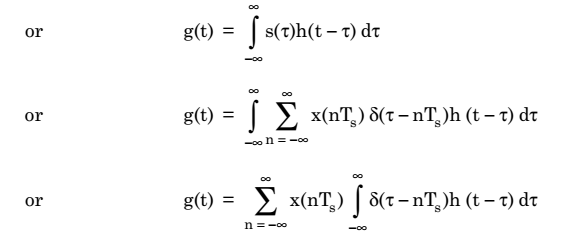 or g(t) = ∫_{−∞}^{∞} s(τ)h(t − τ) dτ
or g(t) = ∫_{−∞}^{∞} ∑_{n = −∞}^{∞} x(nT_s) δ(τ − nT_s)h (t − τ) dτ
or g(t) = ∑_{n = −∞}^{∞} x(nT_s) ∫_{−∞}^{∞} δ(τ − nT_s)h (t − τ) dτ